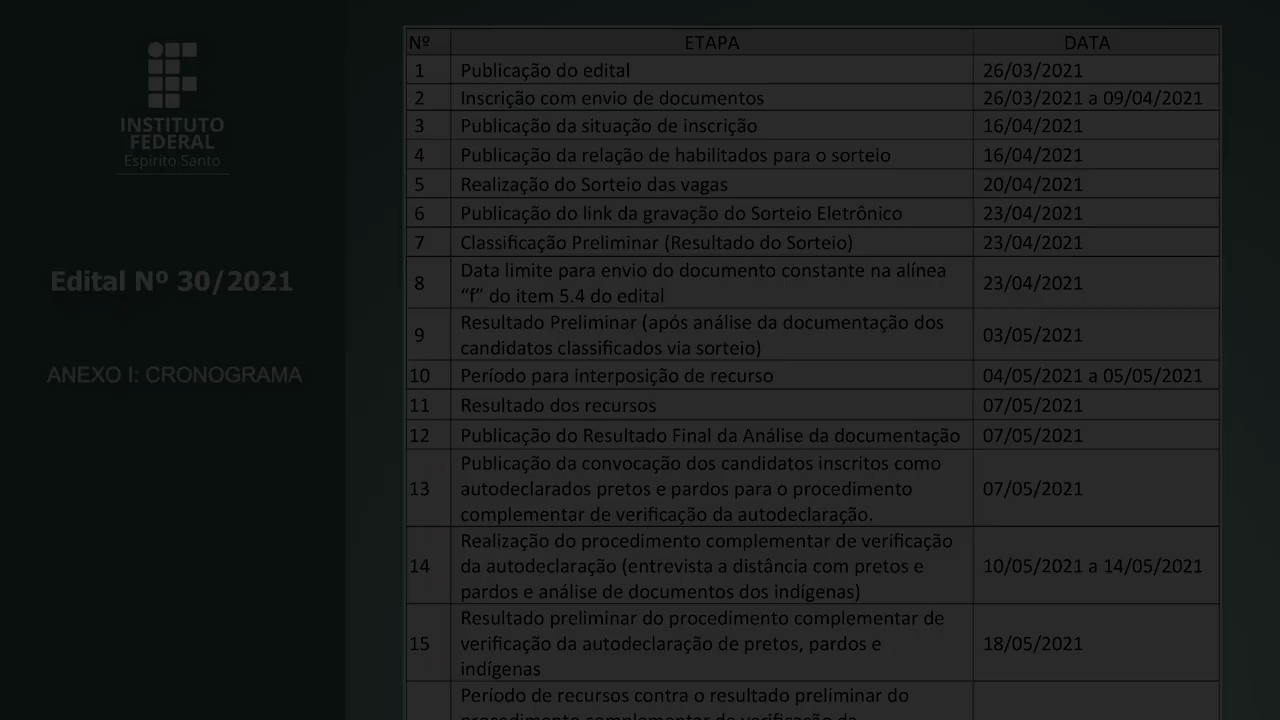 INSTITUTO
FEDERAL
Espírito Santo
Edital Nº 30/2021
ANEXO I: CRONOGRAMA
Nº ETAPA DATA
1 Publicação do edital 26/03/2021
2 Inscrição com envio de documentos 26/03/2021 a 09/04/2021
3 Publicação da situação de inscrição 16/04/2021
4 Publicação da relação de habilitados para o sorteio 16/04/2021
5 Realização do Sorteio das vagas 20/04/2021
6 Publicação do link da gravação do Sorteio Eletrônico 23/04/2021
7 Classificação Preliminar (Resultado do Sorteio) 23/04/2021
8 Data limite para envio do documento constante na alínea 23/04/2021
“f” do item 5.4 do edital
9 Resultado Preliminar (após análise da documentação dos 03/05/2021
candidatos classificados via sorteio)
10 Período para interposição de recurso 04/05/2021 a 05/05/2021
11 Resultado dos recursos 07/05/2021
12 Publicação do Resultado Final da Análise da documentação 07/05/2021
Publicação da convocação dos candidatos inscritos como
13 autodeclarados pretos e pardos para o procedimento 07/05/2021
complementar de verificação da autodeclaração.
Realização do procedimento complementar de verificação
14 da autodeclaração (entrevista a distância com pretos e 10/05/2021 a 14/05/2021
pardos e análise de documentos dos indígenas)
Resultado preliminar do procedimento complementar de
15 verificação da autodeclaração de pretos, pardos e 18/05/2021
indígenas
Período de recursos contra o resultado preliminar do
procedimento complementar de verificação da